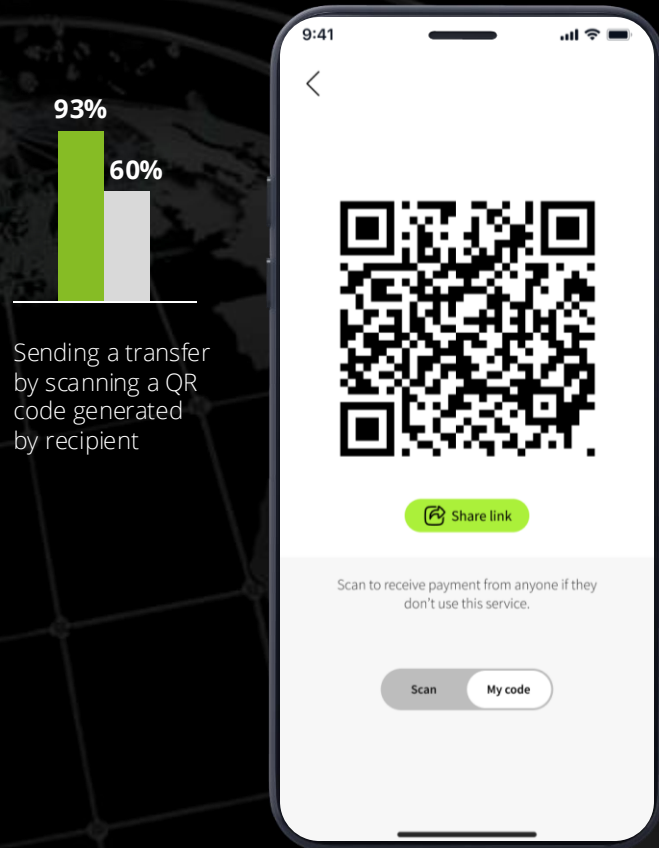 93%
60%
Sending a transfer
by scanning a QR
code generated
by recipient
9:41
Share link
Scan to receive payment from anyone if they
don't use this service.
Scan
My code